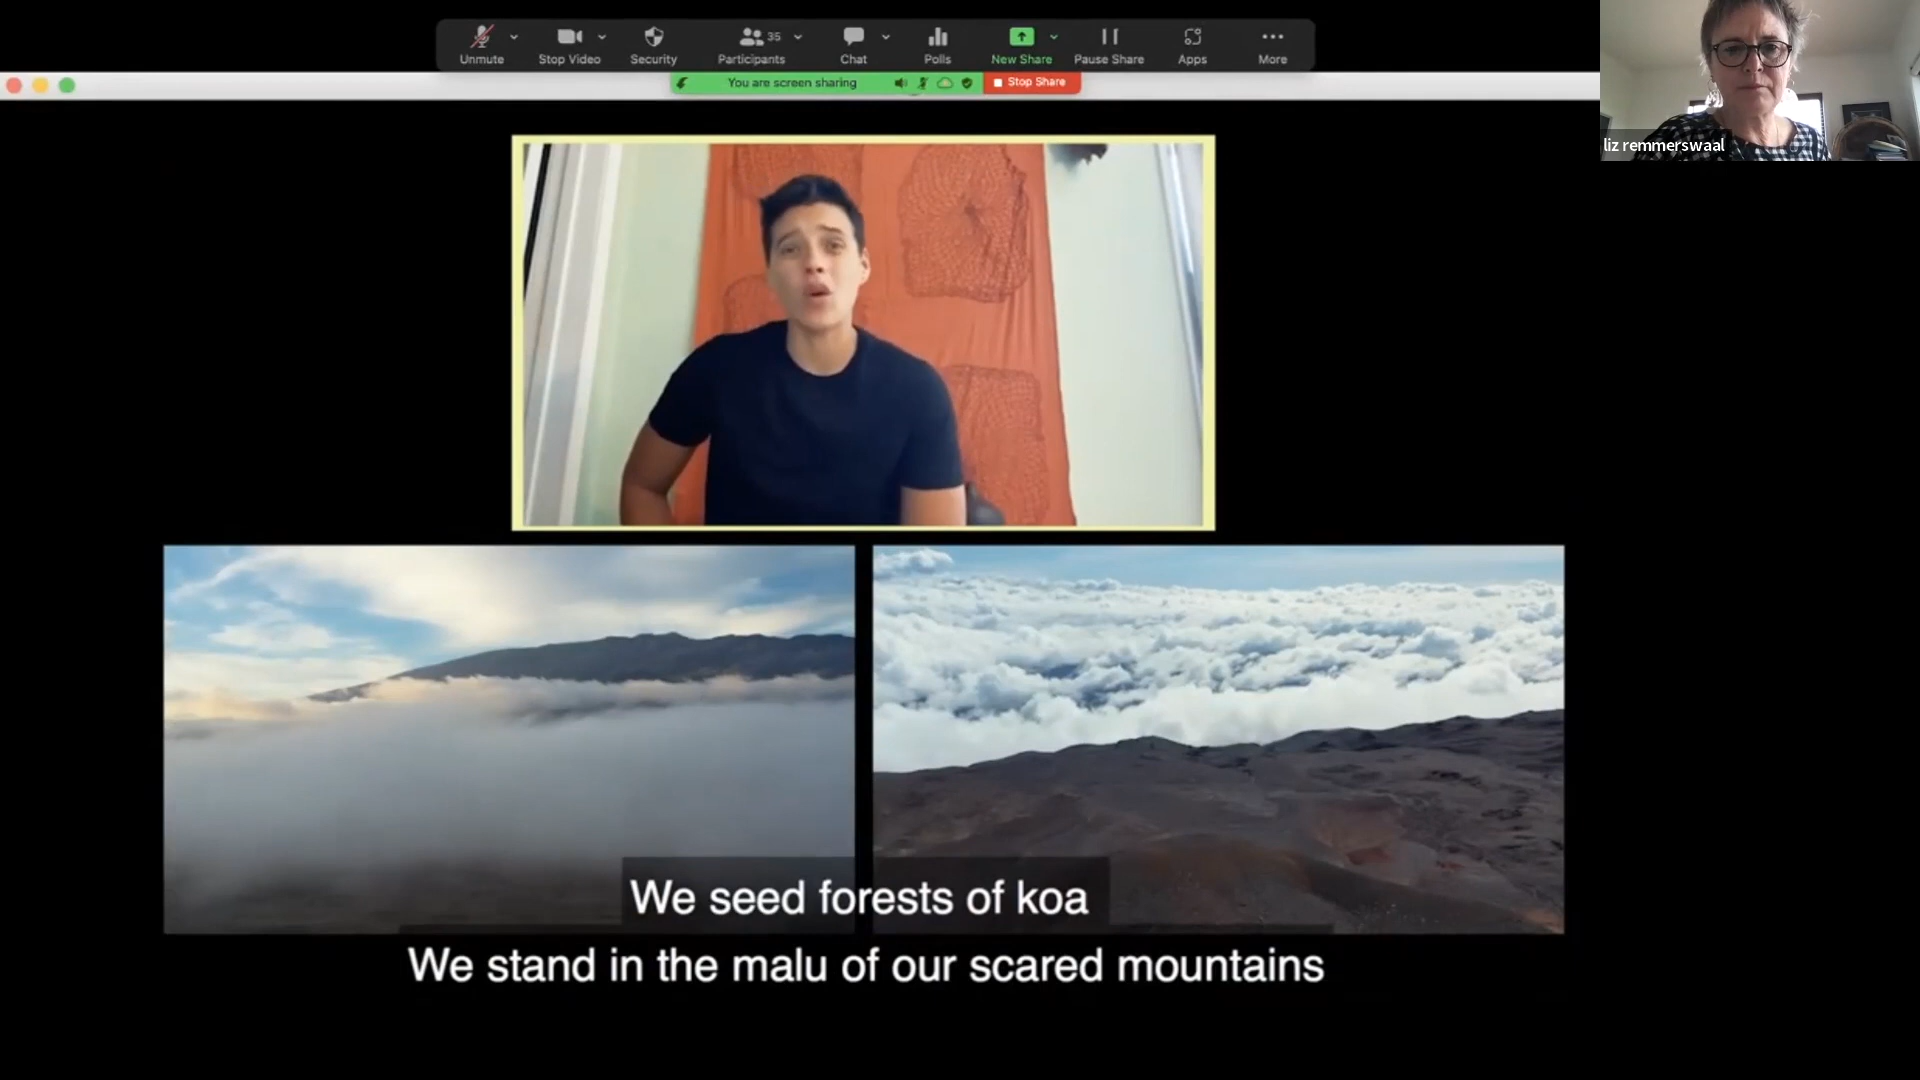 Unmute
Stop Video
Security
Participants
35
Chat
Polls
New Share
Pause Share
Apps
More
You are screen sharing
Stop Share
liz remmerswaal
We seed forests of koa
We stand in the malu of our scared mountains